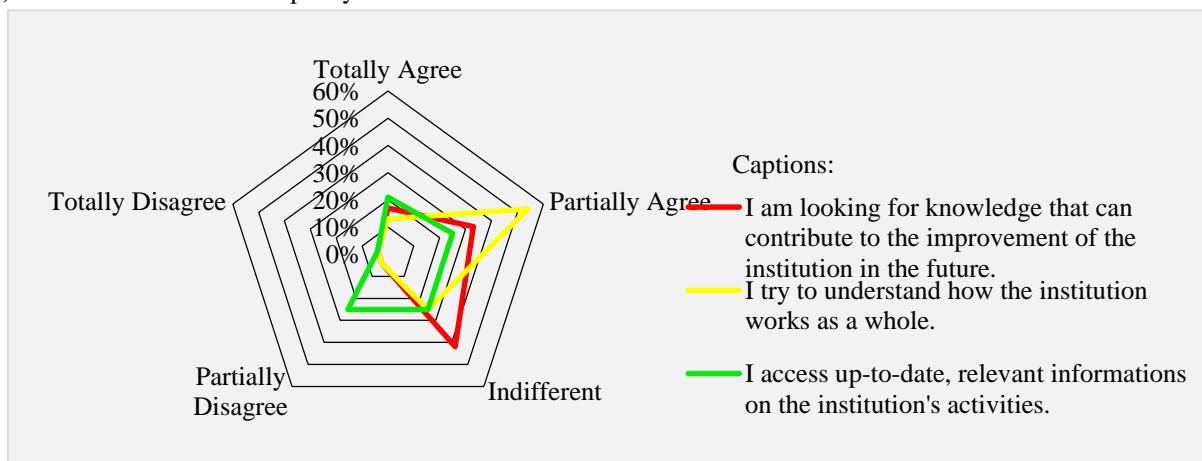 Totally Agree
60%
50%
40%
30%
20%
10%
0%
Partially Agree
Indifferent
Partially
Disagree
Totally Disagree
Captions:
I am looking for knowledge that can
contribute to the improvement of the
institution in the future.
I try to understand how the institution
works as a whole.
I access up-to-date, relevant informations
on the institution's activities.